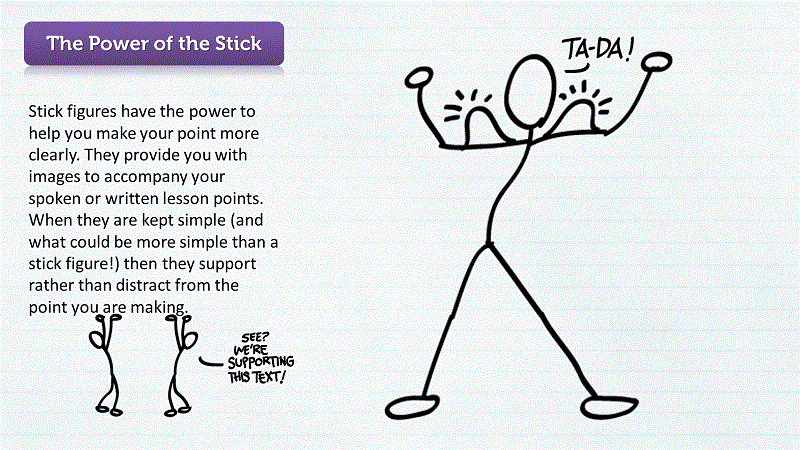 The Power of the Stick
Stick figures have the power to
help you make your point more
clearly. They provide you with
images to accompany your
spoken or written lesson points.
When they are kept simple (and
what could be more simple than a
stick figure!) then they support
rather than distract from the
point you are making.
SEE?
WE'RE
SUPPORTING
THIS TEXT!
TA-DA!